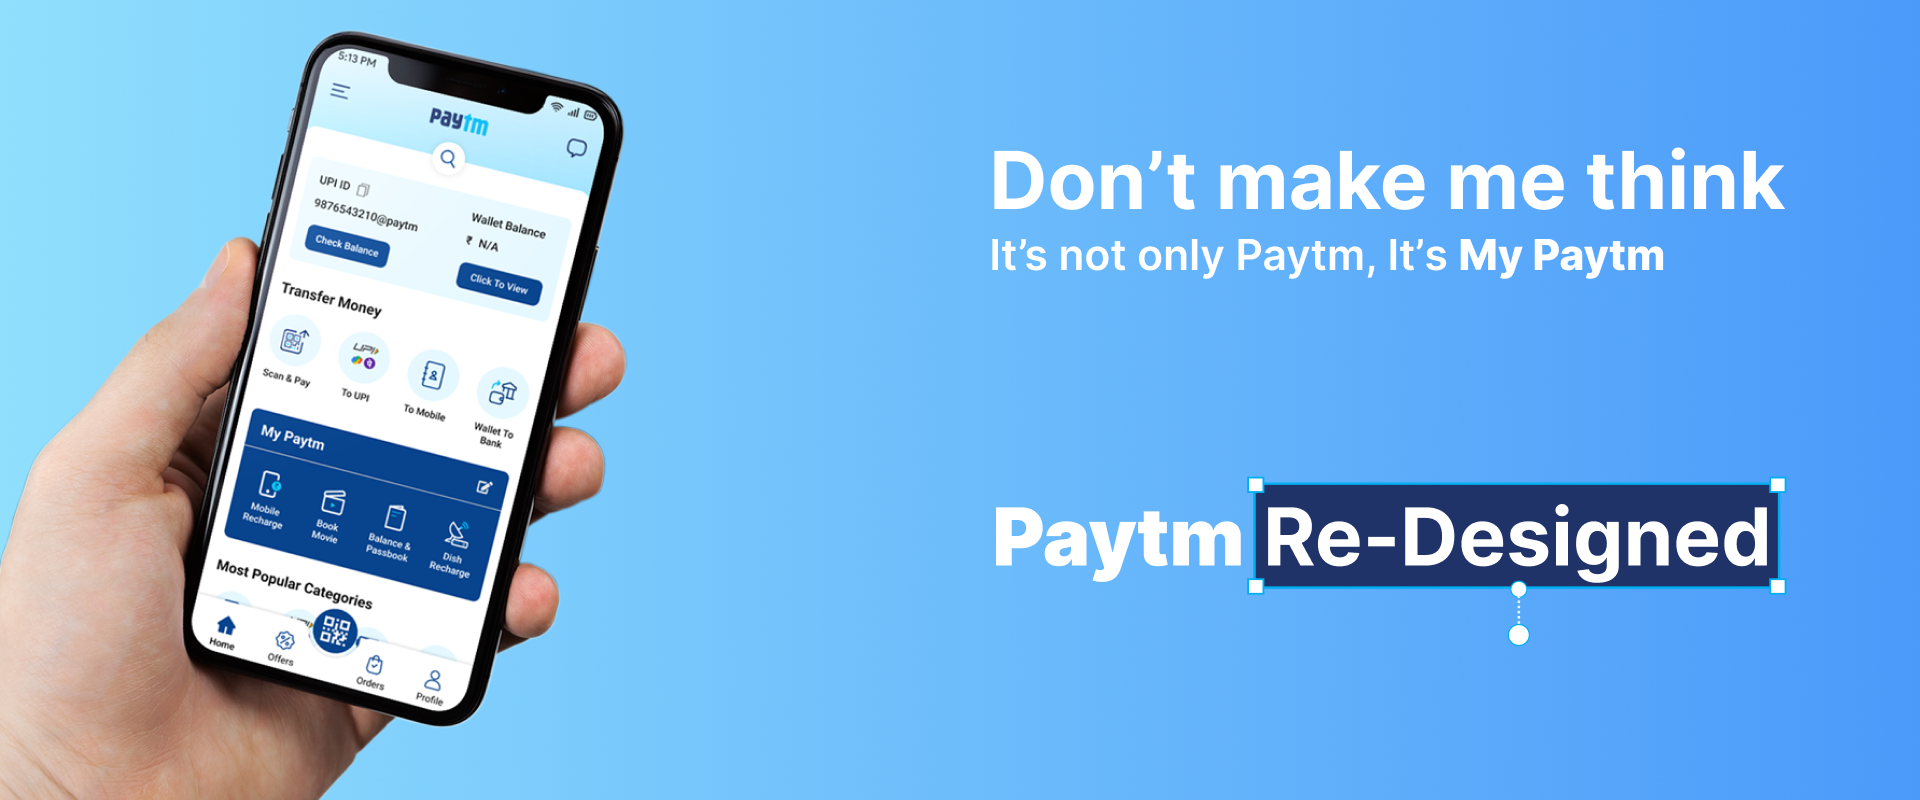 5:13 PM
paytm
UPI ID
9876543210@paytm
Check Balance
Wallet Balance
₹ N/A
Click To View
Transfer Money
UPI
Scan & Pay
To UPI
To Mobile
Wallet To
Bank
My Paytm
Mobile
Recharge
Book
Movie
Balance &
Passbook
Dish
Recharge
Most Popular Categories
Home
Offers
Orders
Profile
Don't make me think
It's not only Paytm, It's My Paytm
Paytm Re-Designed